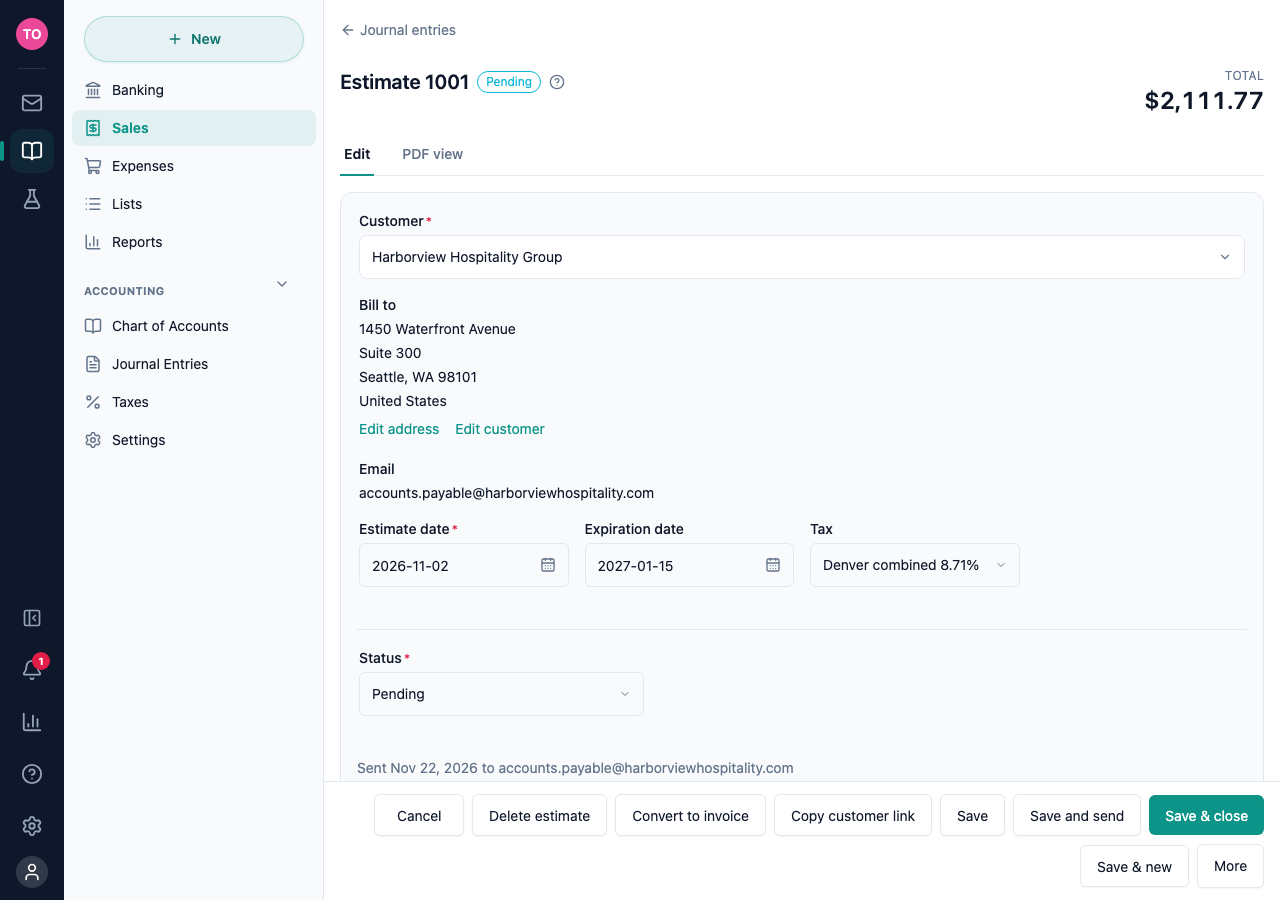 TO
New
Banking
Sales
Expenses
Lists
Reports
ACCOUNTING
Chart of Accounts
Journal Entries
Taxes
Settings
1
Journal entries
Estimate 1001
Pending
TOTAL
$2,111.77
Edit
PDF view
Customer*
Harborview Hospitality Group
Bill to
1450 Waterfront Avenue
Suite 300
Seattle, WA 98101
United States
Edit address Edit customer
Email
accounts.payable@harborviewhospitality.com
Estimate date* Expiration date Tax
2026-11-02 2027-01-15 Denver combined 8.71%
Status*
Pending
Sent Nov 22, 2026 to accounts.payable@harborviewhospitality.com
Cancel Delete estimate Convert to invoice Copy customer link Save Save and send Save & close
Save & new More